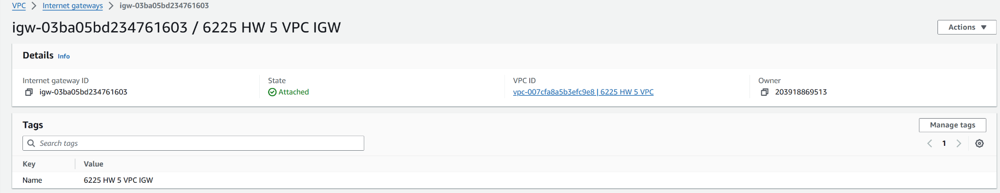 VPC > Internet gateways > igw-03ba05bd234761603
igw-03ba05bd234761603 / 6225 HW 5 VPC IGW
Actions
Details Info
Internet gateway ID
igw-03ba05bd234761603
State
Attached
VPC ID
vpc-007cfa8a5b3efc9e8 | 6225 HW 5 VPC
Owner
203918869513
Tags
Manage tags
Search tags
1
Key Value
Name 6225 HW 5 VPC IGW